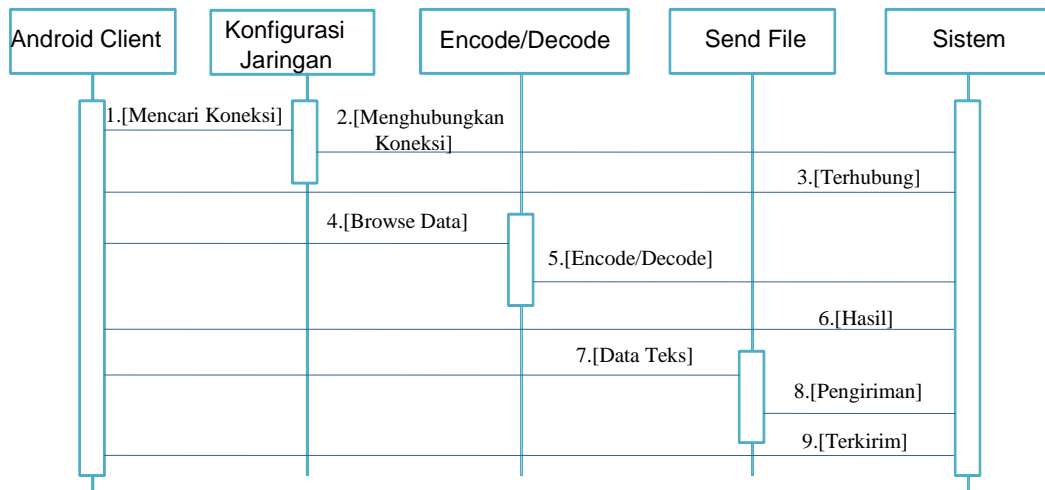 Android Client
Konfigurasi
Jaringan
Encode/Decode
Send File
Sistem
1.[Mencari Koneksi]
2.[Menghubungkan
Koneksi]
3.[Terhubung]
4.[Browse Data]
5.[Encode/Decode]
6.[Hasil]
7.[Data Teks]
8.[Pengiriman]
9.[Terkirim]